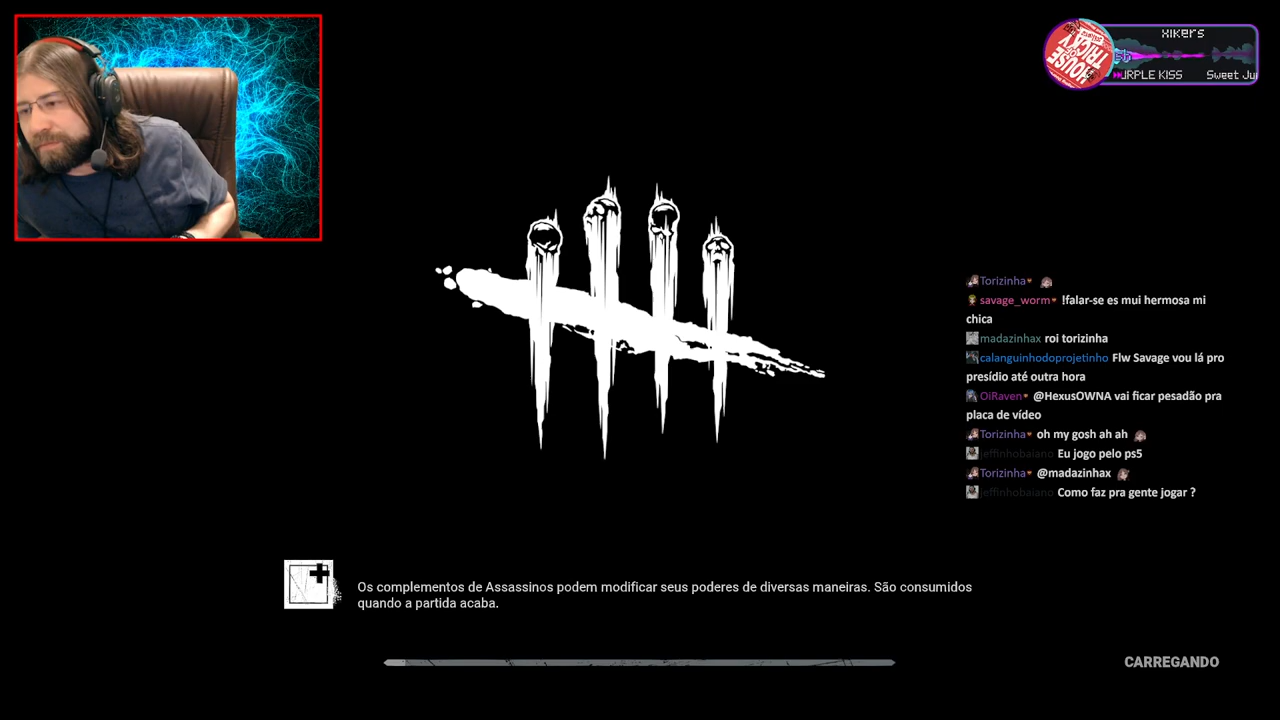 xikers
HOUSE
OF
TRICKY
PURPLE KISS Sweet Ju
Torizinha
savage_worm !falar-se es mui hermosa mi
chica
madazinhax roi torizinha
calanguinhodoprojetinho Flw Savage vou lá pro
presídio até outra hora
OiRaven @HexusOWNA vai ficar pesadão pra
placa de vídeo
Torizinha oh my gosh ah ah
jeffinhobaiano Eu jogo pelo ps5
Torizinha @madazinhax
jeffinhobaiano Como faz pra gente jogar ?
Os complementos de Assassinos podem modificar seus poderes de diversas maneiras. São consumidos
quando a partida acaba.
CARREGANDO